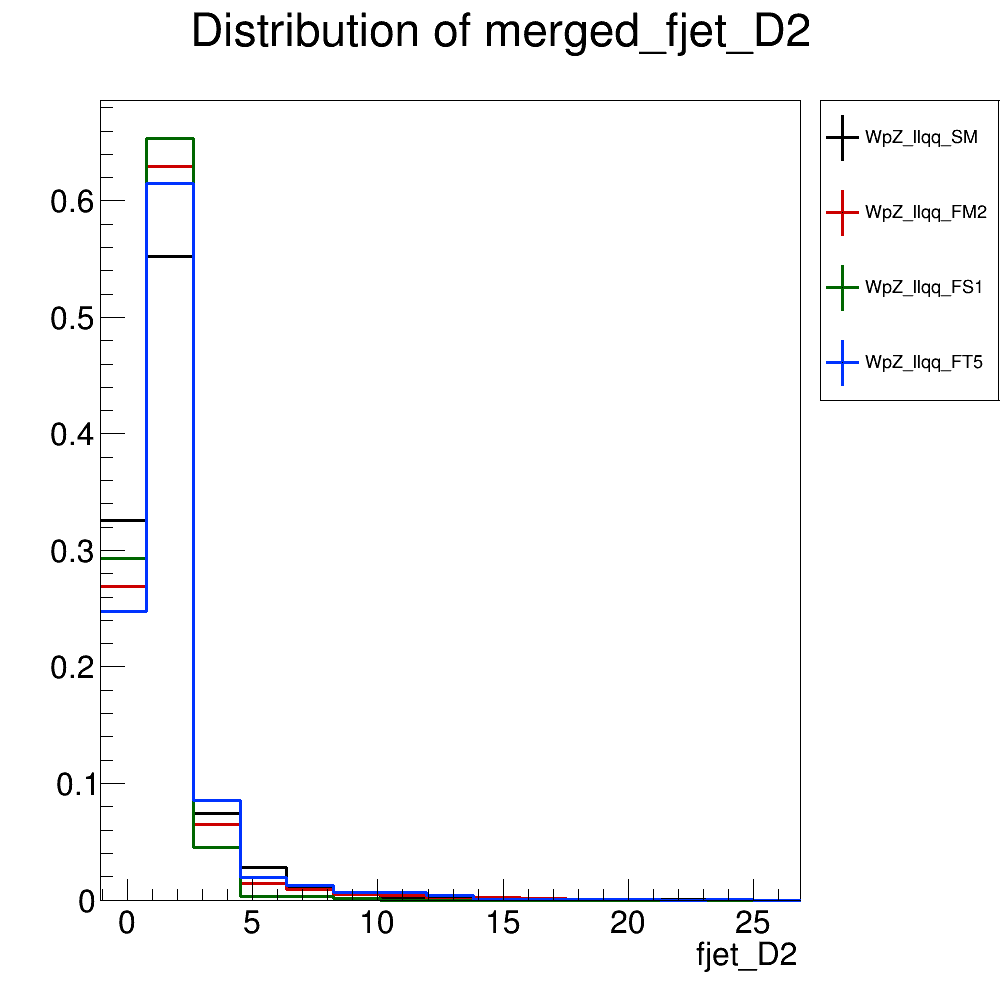 Distribution of merged_fjet_D2
WpZ_llqq_SM
WpZ_llqq_FM2
WpZ_llqq_FS1
WpZ_llqq_FT5
0.6
0.5
0.4
0.3
0.2
0.1
0
0 5 10 15 20 25
fjet_D2